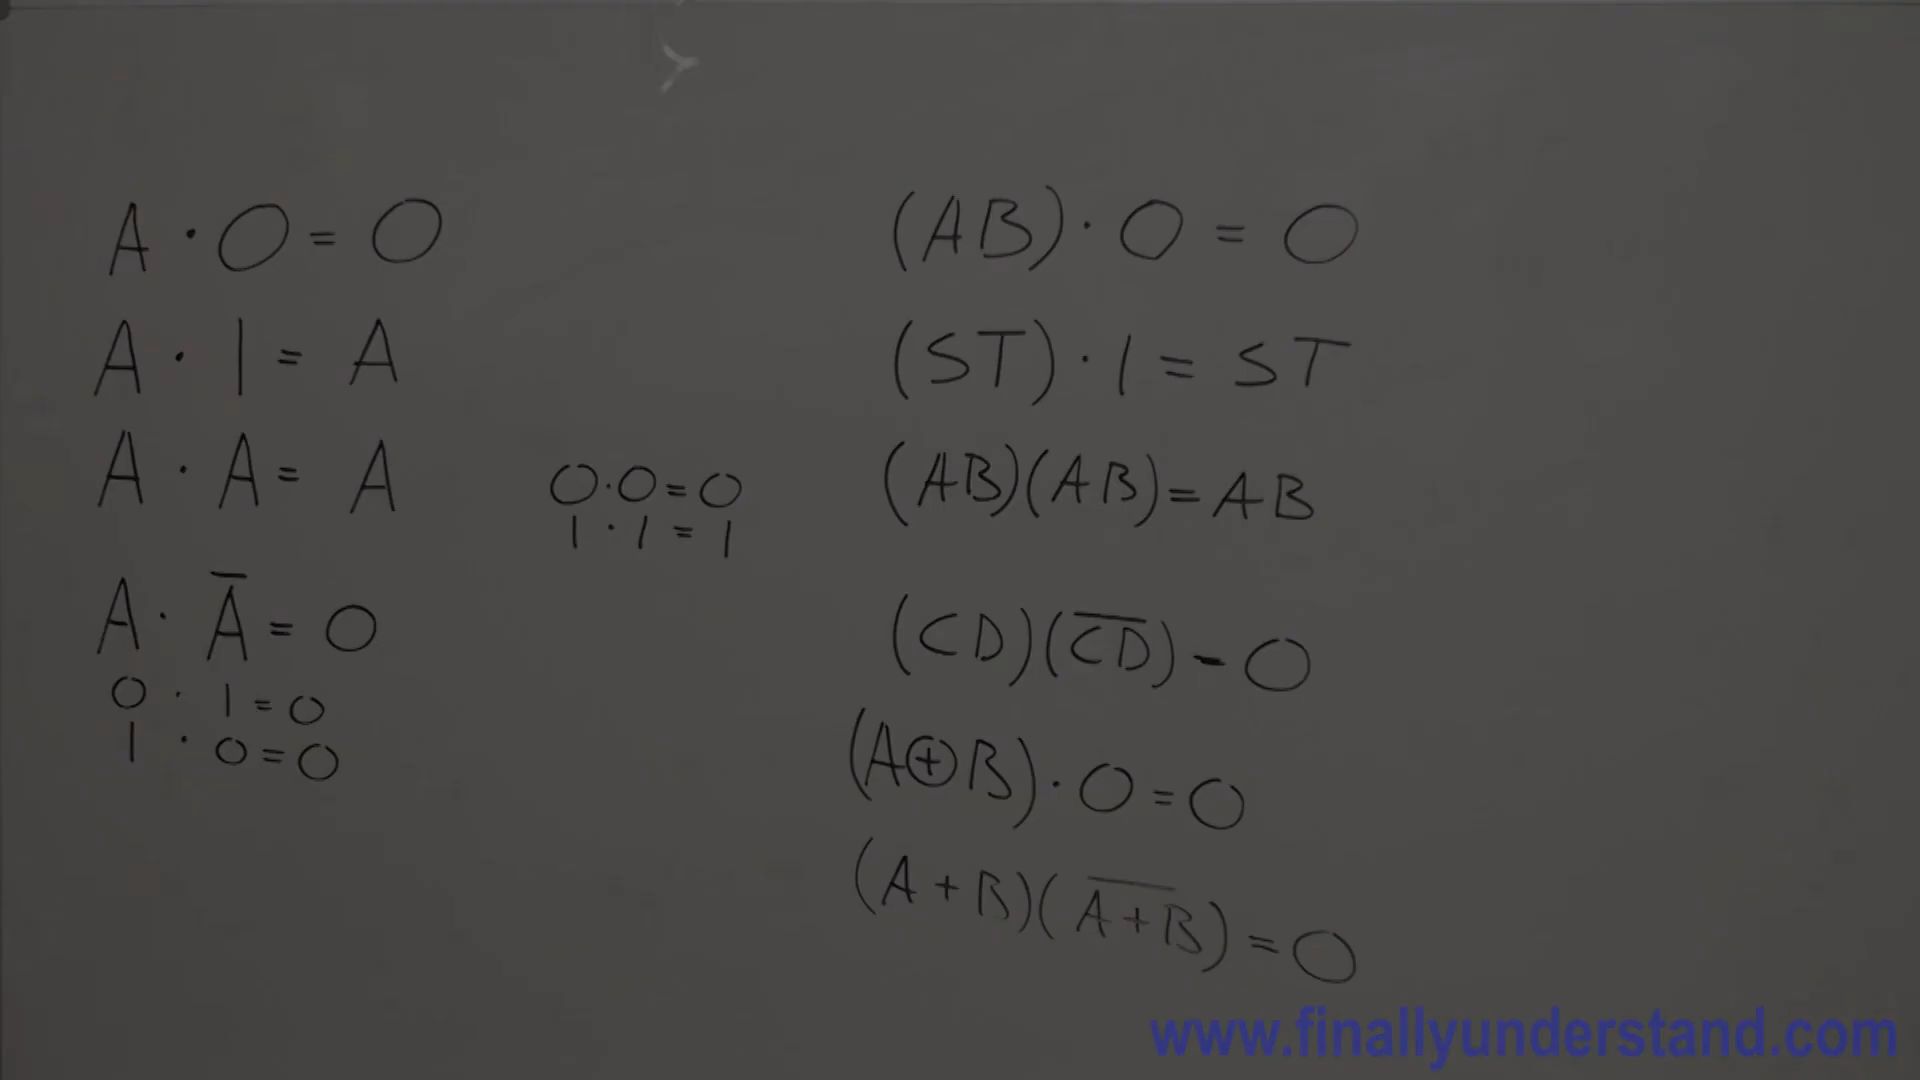 A · 0 = 0
A · 1 = A
A · A = A
0·0=0
1·1=1
A · A̅ = 0
0 · 1 = 0
1 · 0 = 0
(AB) · 0 = 0
(ST) · 1 = ST
(AB)(AB) = AB
(CD)(C̅D̅) - 0
(A⊕B) · 0 = 0
(A+B)(A̅+̅B̅) = 0
www.finallyunderstand.com